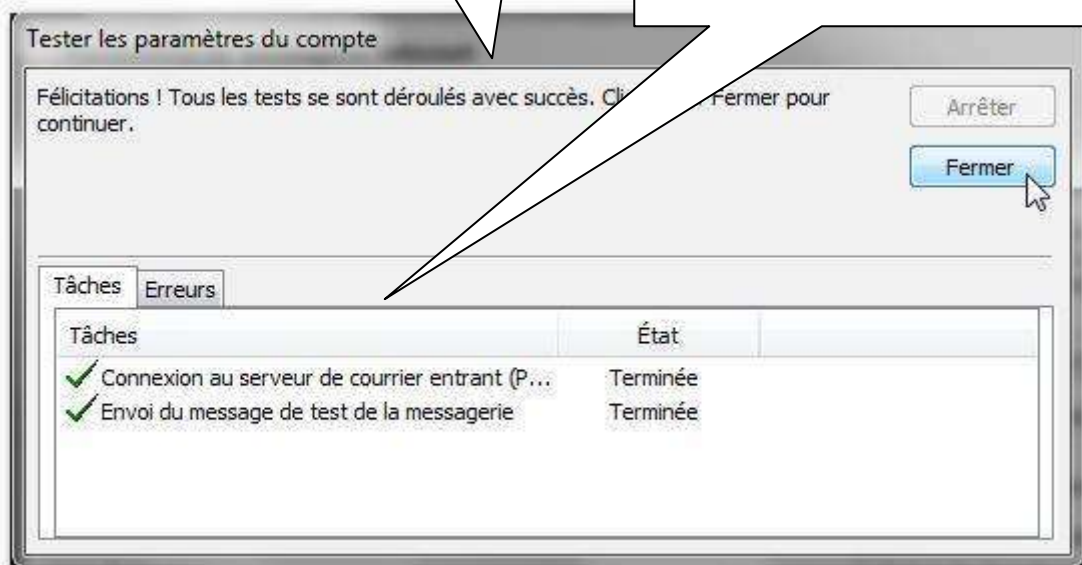 Tester les paramètres du compte
Félicitations ! Tous les tests se sont déroulés avec succès. Fermer pour
continuer.
Arrêter
Fermer
Tâches Erreurs
Tâches État
Connexion au serveur de courrier entrant (P... Terminée
Envoi du message de test de la messagerie Terminée